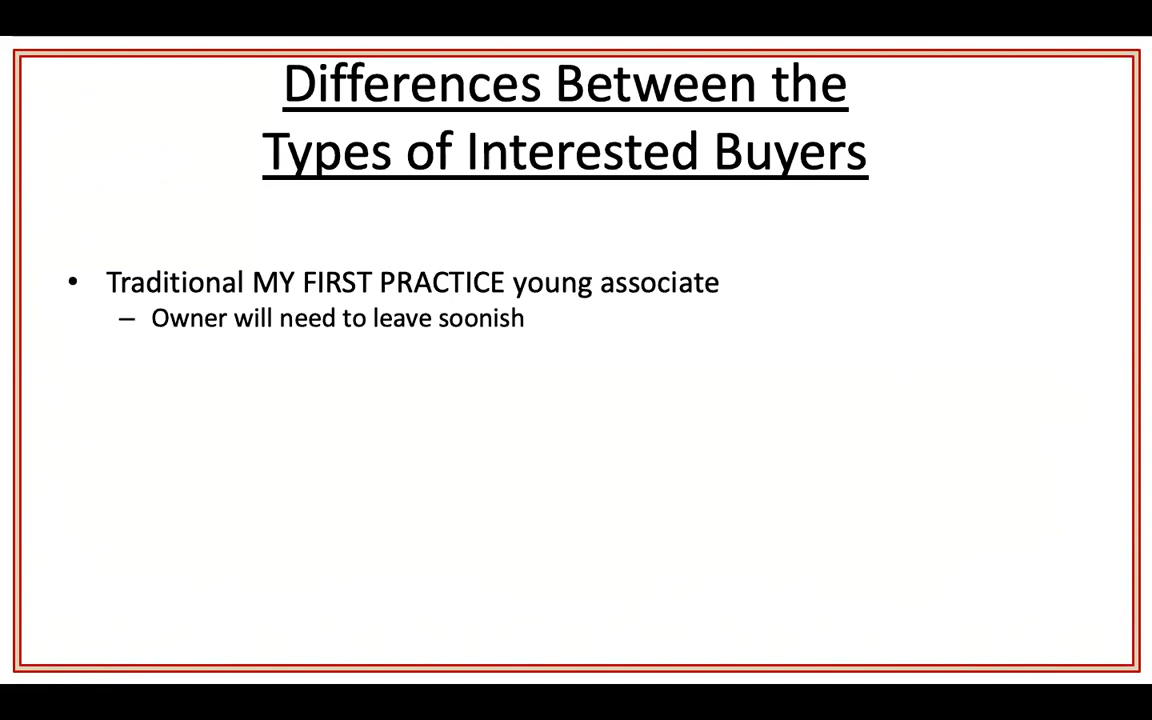 Differences Between the
Types of Interested Buyers
• Traditional MY FIRST PRACTICE young associate
– Owner will need to leave soonish